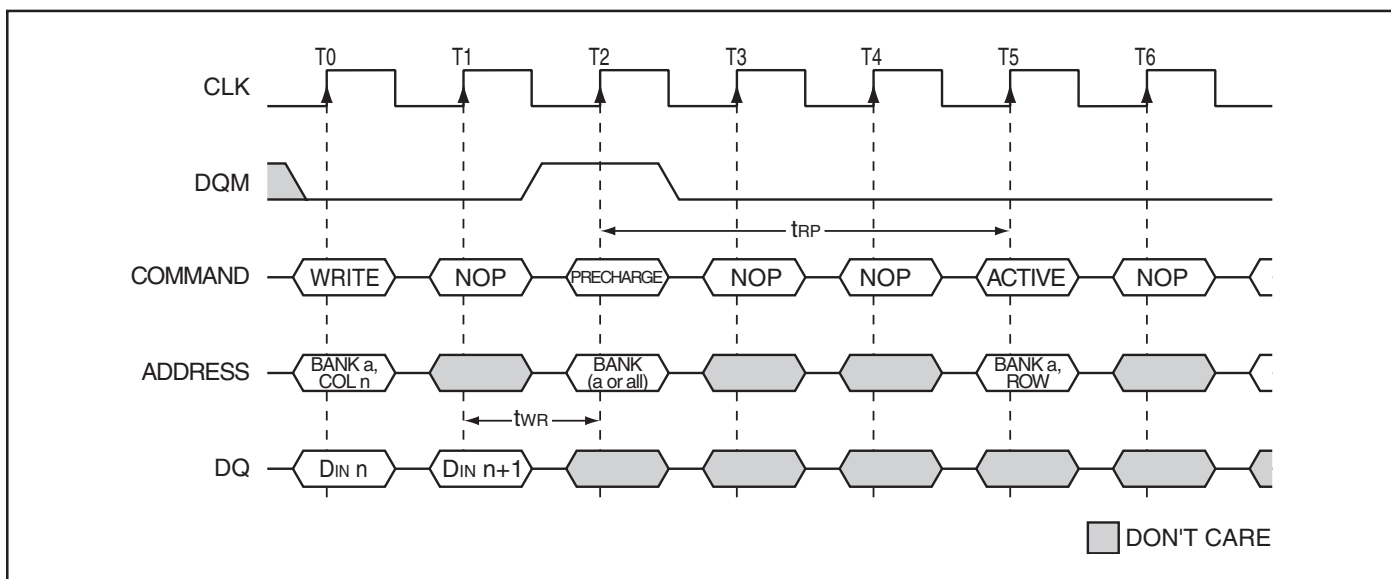 T0 T1 T2 T3 T4 T5 T6
CLK
DQM
tRP
COMMAND WRITE NOP PRECHARGE NOP NOP ACTIVE NOP
ADDRESS BANK a, BANK BANK a,
COL n (a or all) ROW
tWR
DQ DIN n DIN n+1
DON'T CARE